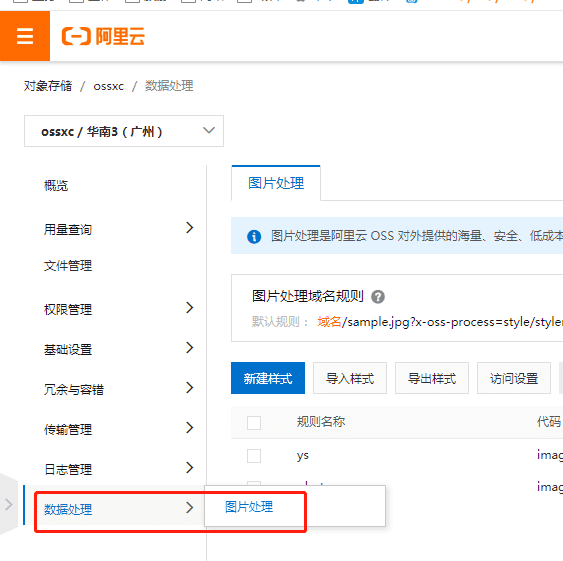 阿里云
对象存储 / ossxc / 数据处理
ossxc / 华南3（广州）
概览
用量查询
文件管理
权限管理
基础设置
冗余与容错
传输管理
日志管理
数据处理
图片处理
图片处理
图片处理是阿里云 OSS 对外提供的海量、安全、低成本
图片处理域名规则
默认规则： 域名/sample.jpg?x-oss-process=style/style
新建样式 导入样式 导出样式 访问设置
规则名称 代码
ys imag
imag